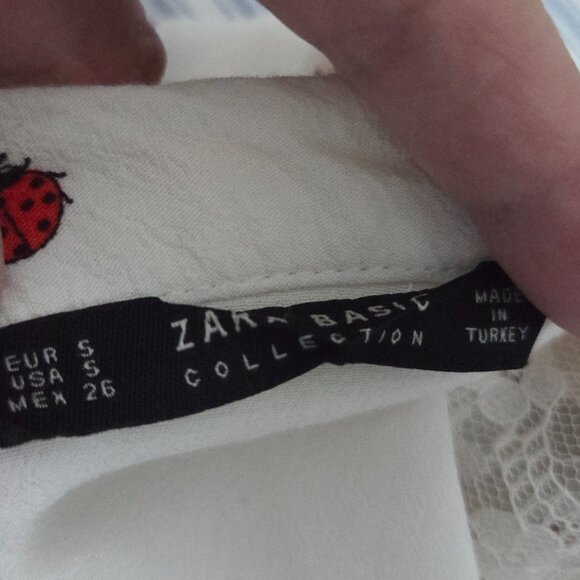 EUR S
USA S
MEX 26
ZARA BASIC
COLLECTION
MADE
IN
TURKEY